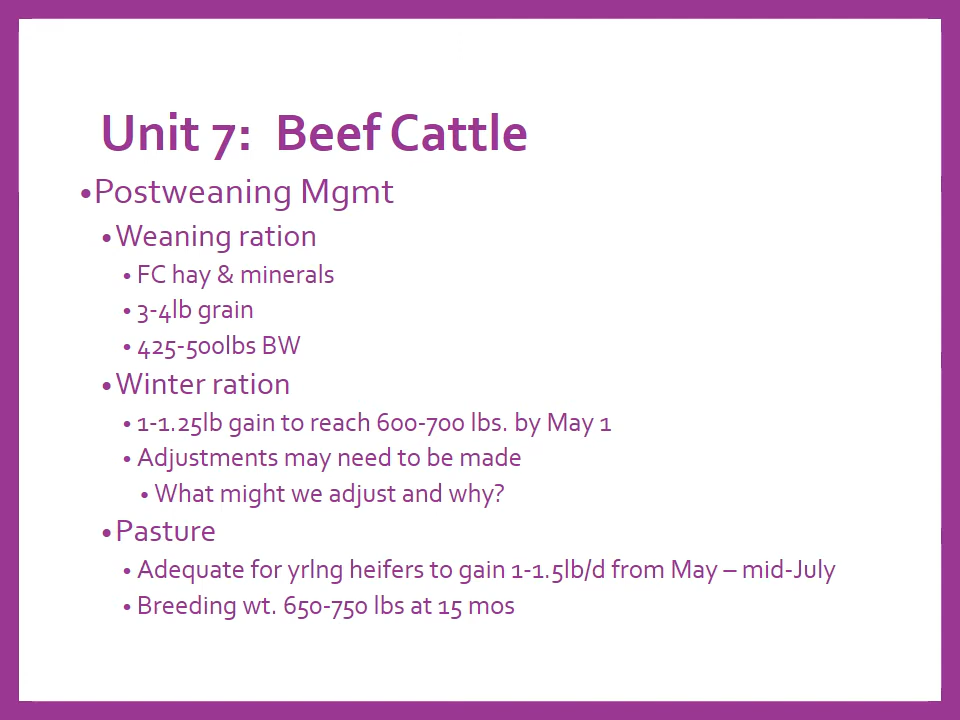 Unit 7:  Beef Cattle
•Postweaning Mgmt
•Weaning ration
•FC hay & minerals
•3-4lb grain
•425-500lbs BW
•Winter ration
•1-1.25lb gain to reach 600-700 lbs. by May 1
•Adjustments may need to be made
•What might we adjust and why?
•Pasture
•Adequate for yrlng heifers to gain 1-1.5lb/d from May – mid-July
•Breeding wt. 650-750 lbs at 15 mos